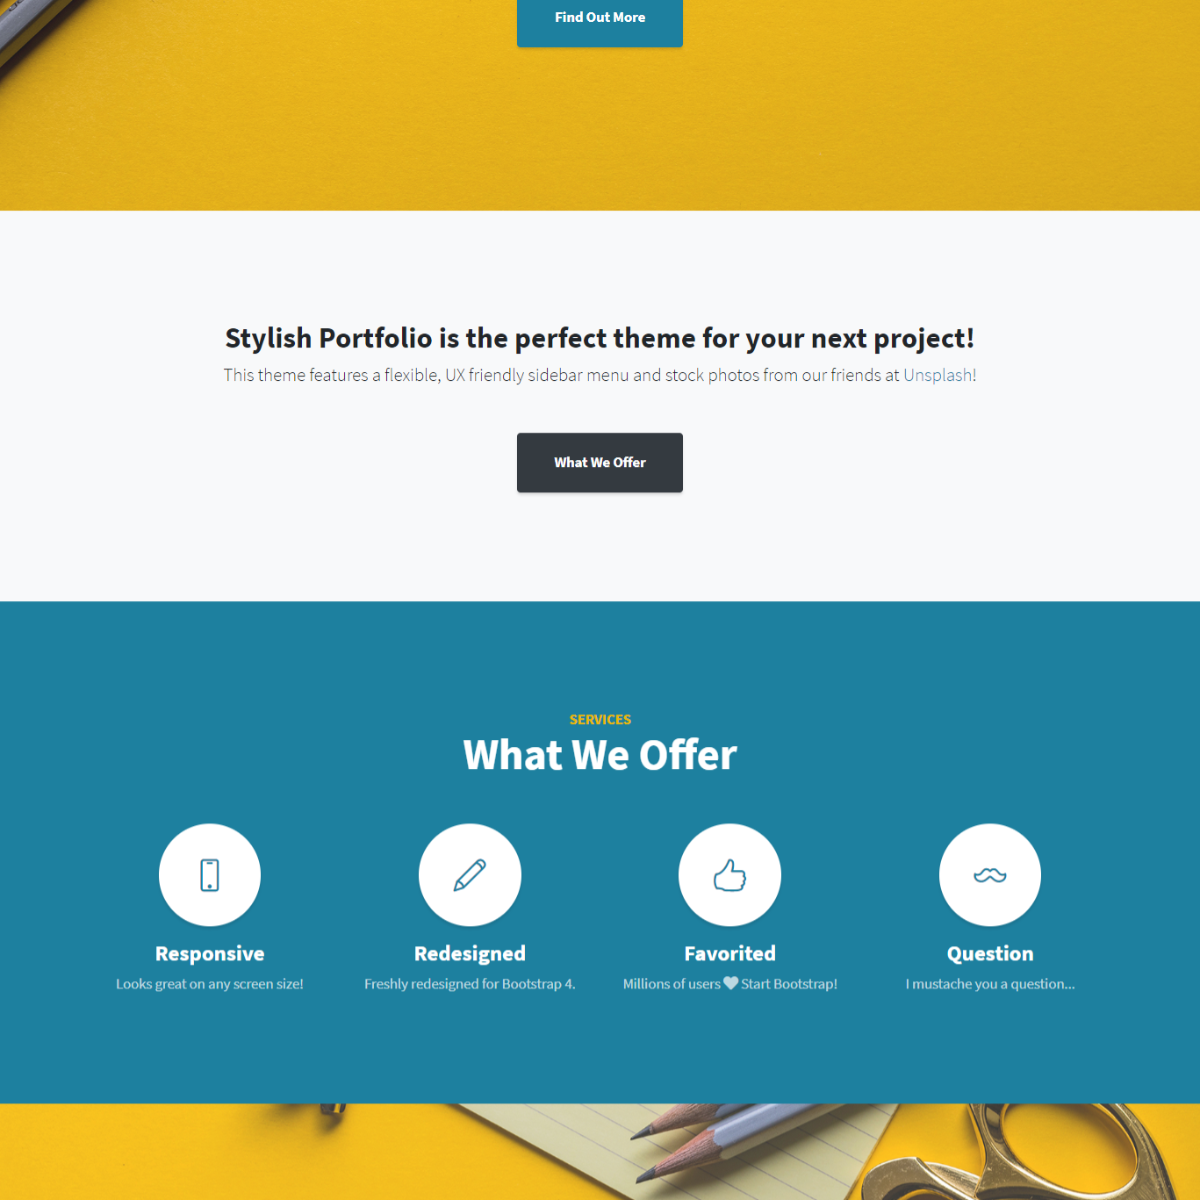 Find Out More
Stylish Portfolio is the perfect theme for your next project!
This theme features a flexible, UX friendly sidebar menu and stock photos from our friends at Unsplash!
What We Offer
SERVICES
What We Offer
Responsive
Looks great on any screen size!
Redesigned
Freshly redesigned for Bootstrap 4.
Favorited
Millions of users Start Bootstrap!
Question
I mustache you a question...